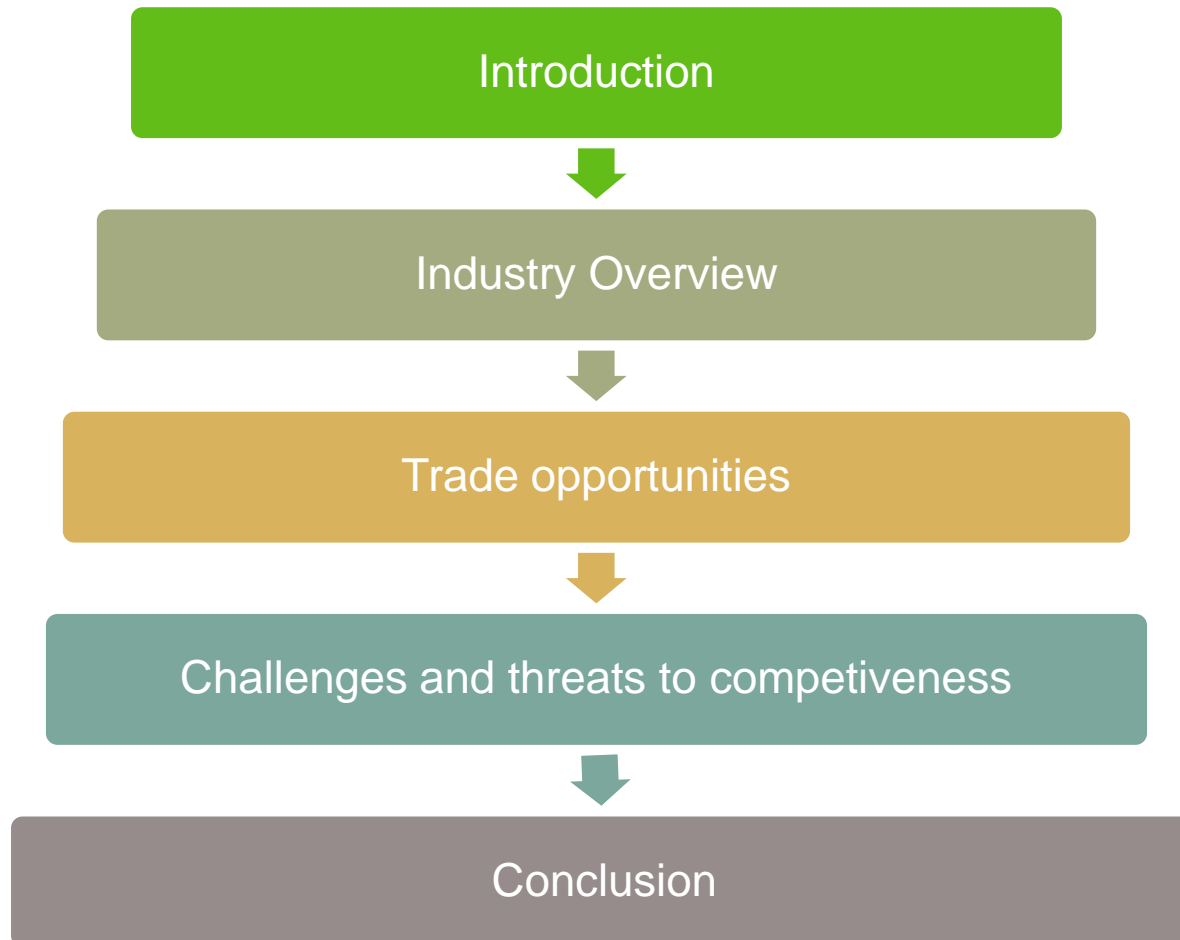 Introduction
Industry Overview
Trade opportunities
Challenges and threats to competiveness
Conclusion